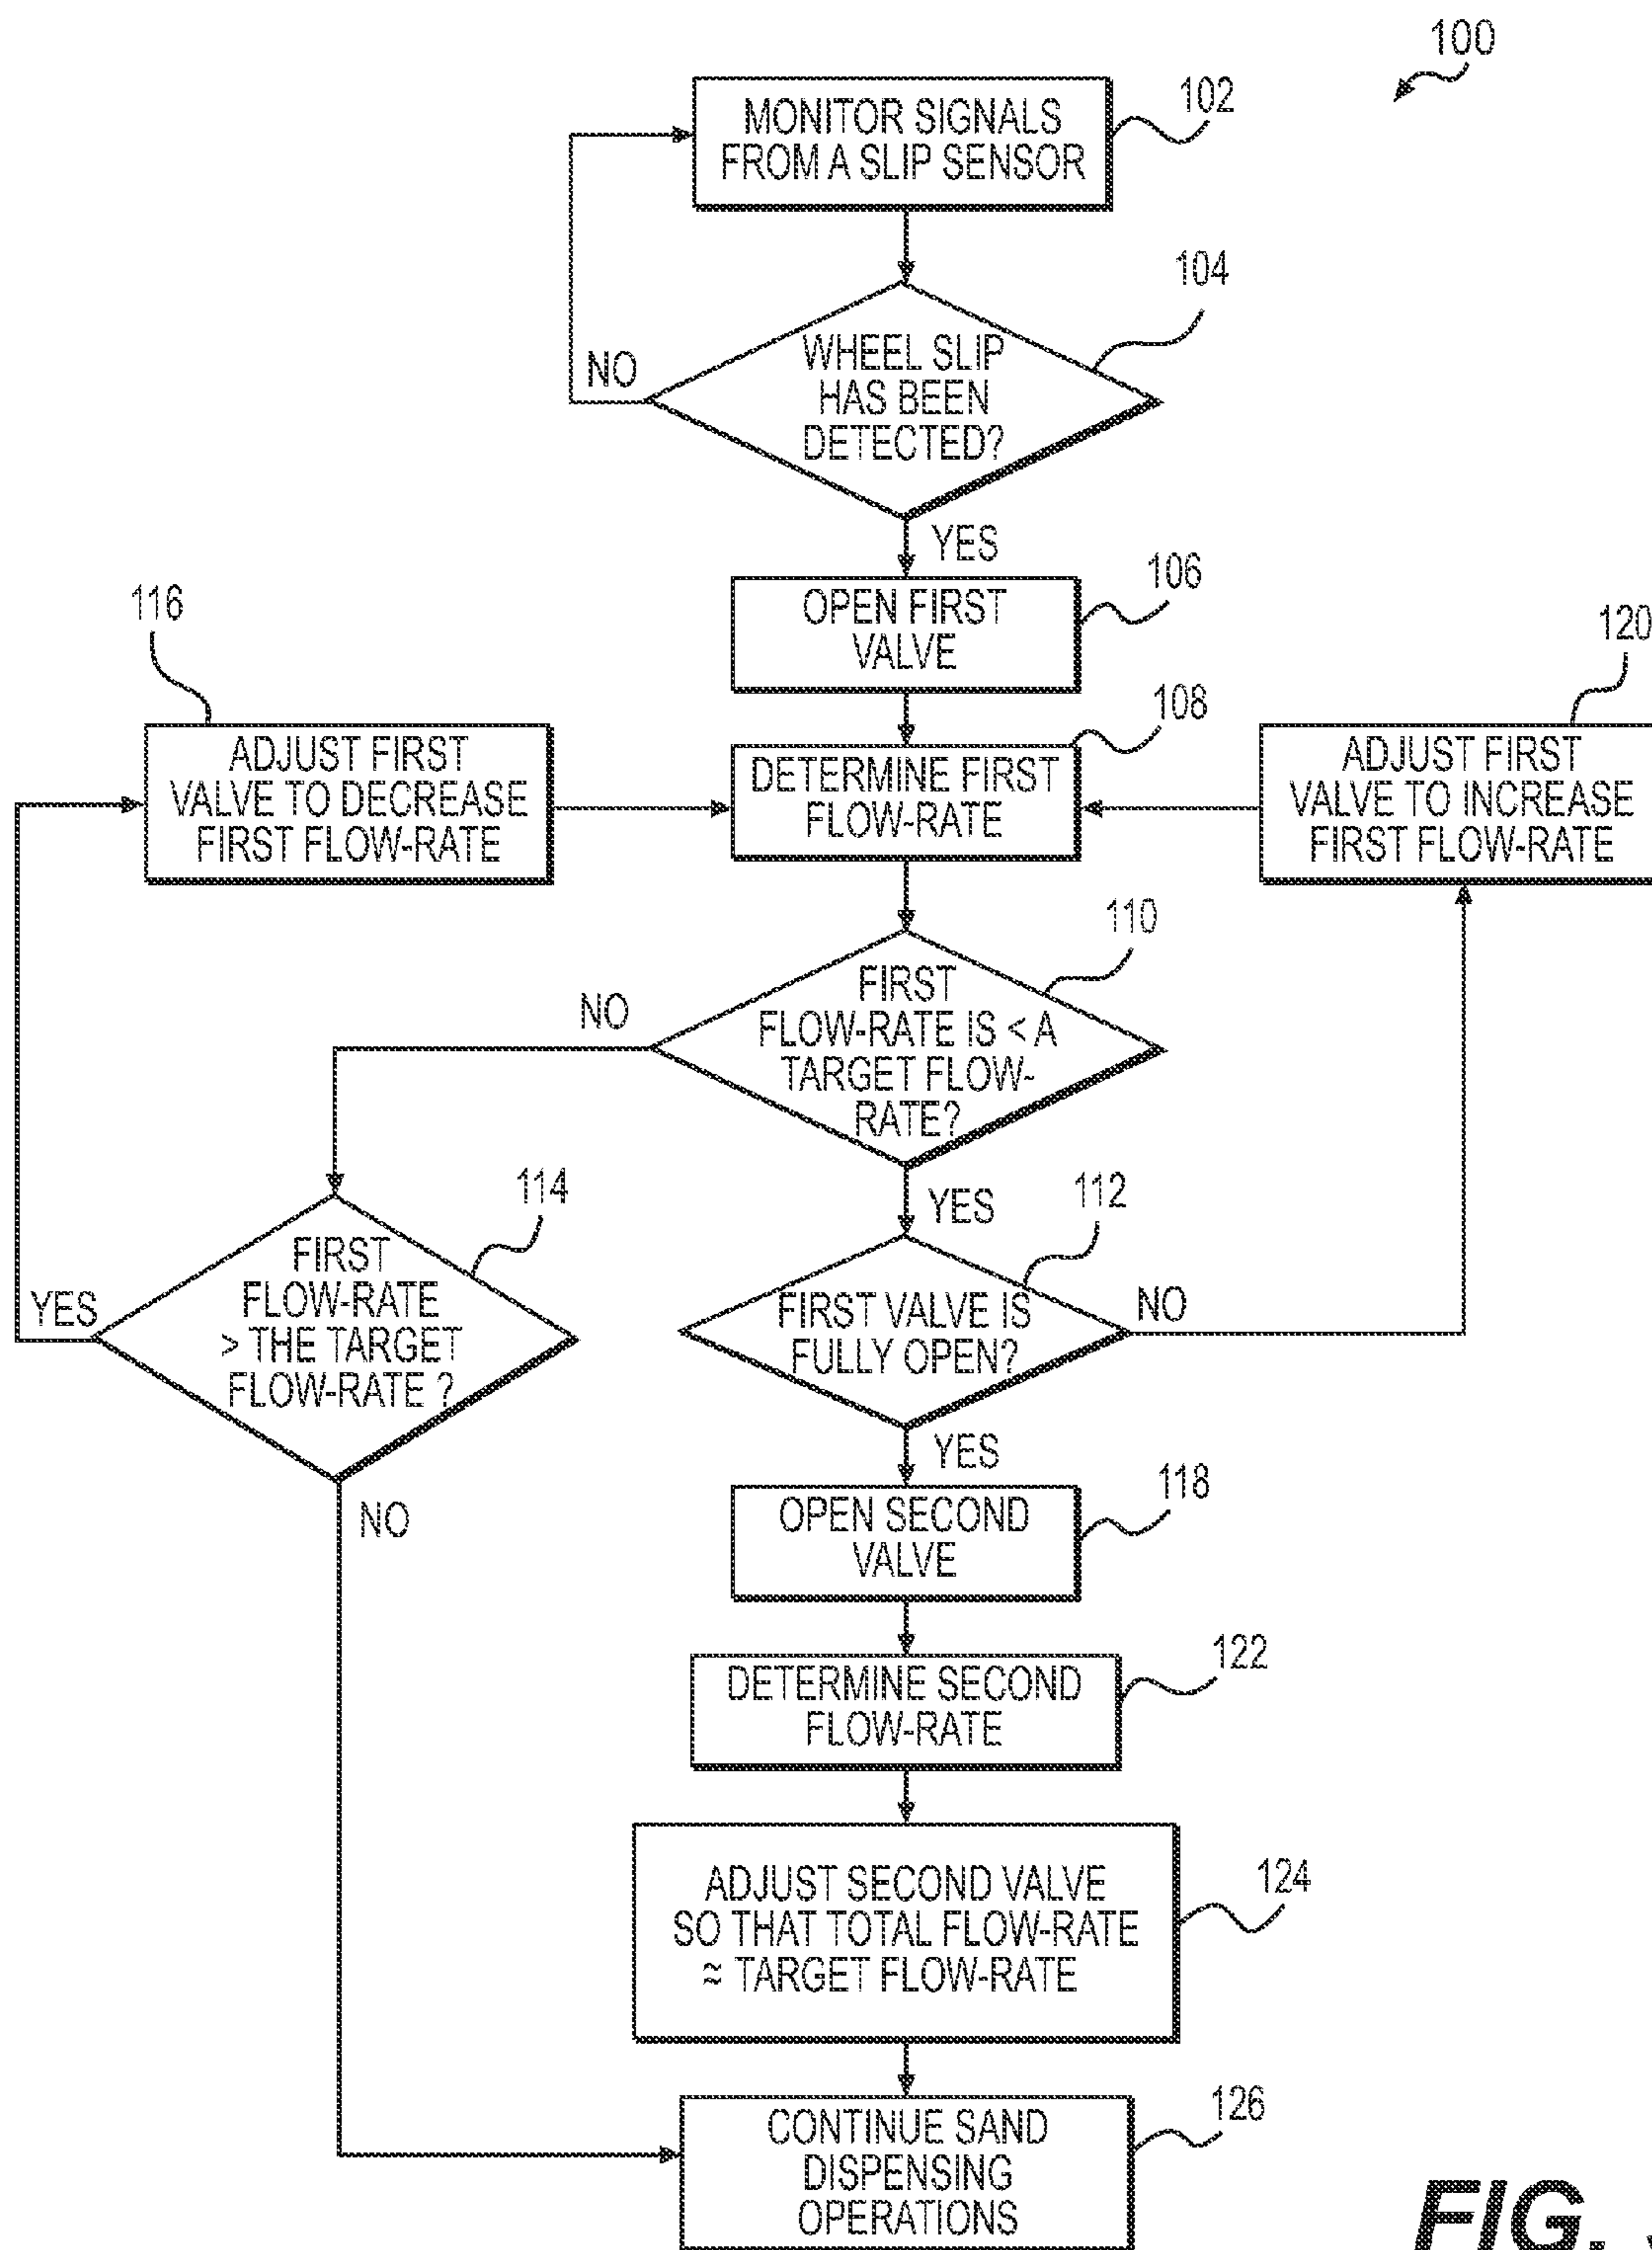 100
MONITOR SIGNALS
FROM A SLIP SENSOR
102
104
WHEEL SLIP
HAS BEEN
DETECTED?
NO
YES
106
OPEN FIRST
VALVE
116
120
108
ADJUST FIRST
VALVE TO DECREASE
FIRST FLOW-RATE
DETERMINE FIRST
FLOW-RATE
ADJUST FIRST
VALVE TO INCREASE
FIRST FLOW-RATE
110
FIRST
FLOW-RATE IS < A
TARGET FLOW-
RATE?
NO
YES
114
112
FIRST
FLOW-RATE
> THE TARGET
FLOW-RATE ?
YES
NO
FIRST VALVE IS
FULLY OPEN?
NO
YES
118
OPEN SECOND
VALVE
122
DETERMINE SECOND
FLOW-RATE
124
ADJUST SECOND VALVE
SO THAT TOTAL FLOW-RATE
≈ TARGET FLOW-RATE
126
CONTINUE SAND
DISPENSING
OPERATIONS
FIG.